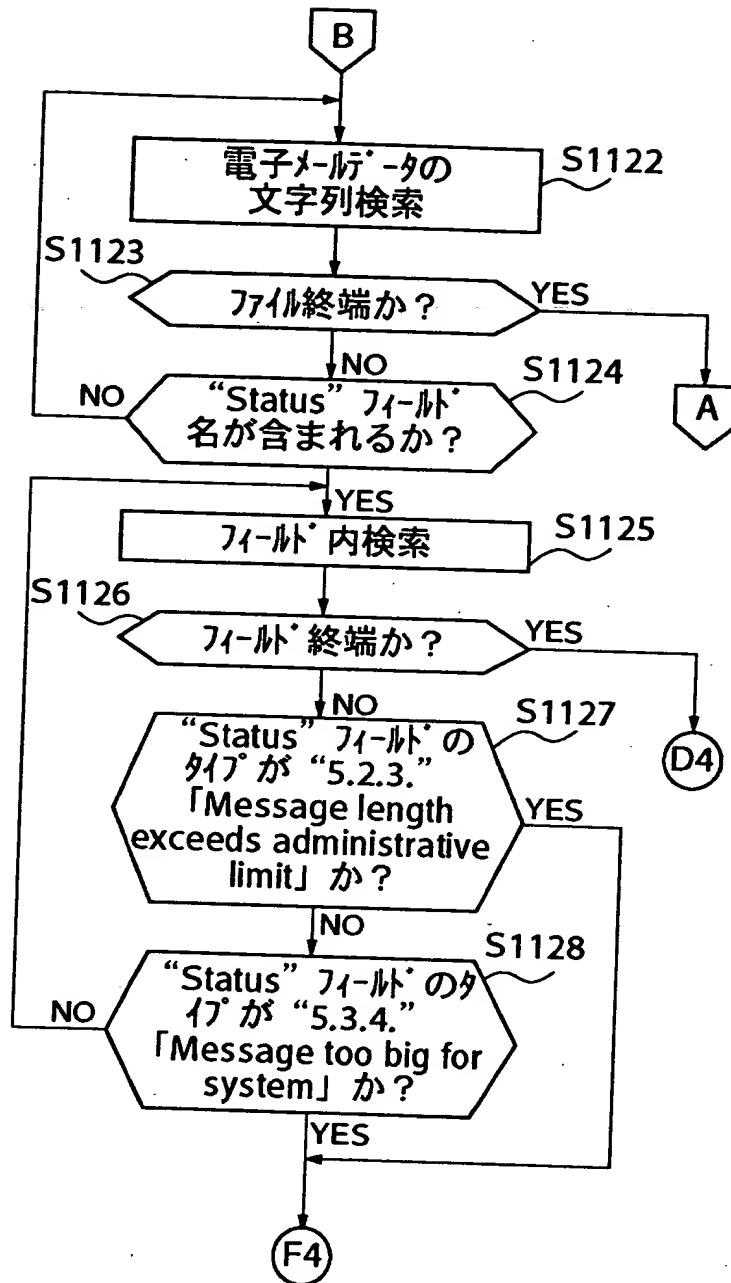 B
電子ﾒｰﾙﾃﾞｰﾀの
文字列検索
S1122
S1123
ﾌｧｲﾙ終端か？
YES
NO
A
S1124
NO
“Status” ﾌｨｰﾙﾄﾞ
名が含まれるか？
YES
ﾌｨｰﾙﾄﾞ内検索
S1125
S1126
ﾌｨｰﾙﾄﾞ終端か？
YES
NO
D4
S1127
“Status” ﾌｨｰﾙﾄﾞの
ﾀｲﾌﾟが “5.2.3.”
「Message length
exceeds administrative
limit」か？
YES
NO
S1128
NO
“Status” ﾌｨｰﾙﾄﾞのﾀ
ｲﾌﾟが “5.3.4.”
「Message too big for
system」か？
YES
F4